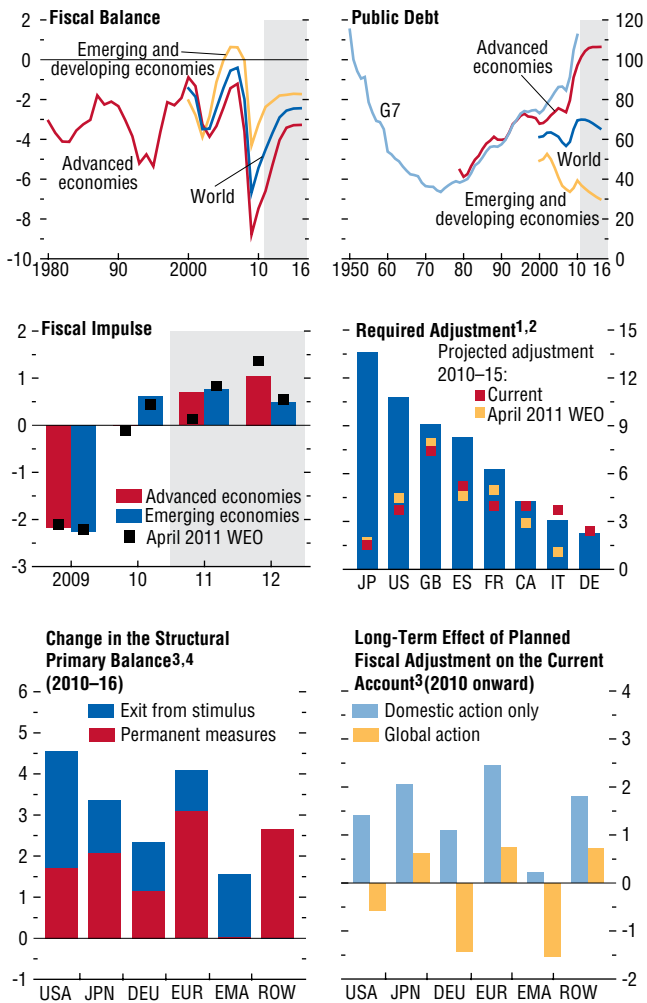 Fiscal Balance
2
0
-2
-4
-6
-8
-10
Emerging and
developing economies
Advanced
economies
World
1980 90 2000 10 16
Public Debt
120
100
80
60
40
20
0
Advanced
economies
G7
World
Emerging and
developing economies
1950 60 70 80 90 2000 10 16
Fiscal Impulse
2
1
0
-1
-2
-3
Advanced economies
Emerging economies
April 2011 WEO
2009 10 11 12
Required Adjustment1,2
Projected adjustment
2010–15:
Current
April 2011 WEO
15
12
9
6
3
0
JP US GB ES FR CA IT DE
Change in the Structural
Primary Balance3,4
(2010–16)
6
5
4
3
2
1
0
-1
Exit from stimulus
Permanent measures
USA JPN DEU EUR EMA ROW
Long-Term Effect of Planned
Fiscal Adjustment on the Current
Account3 (2010 onward)
4
3
2
1
0
-1
-2
Domestic action only
Global action
USA JPN DEU EUR EMA ROW